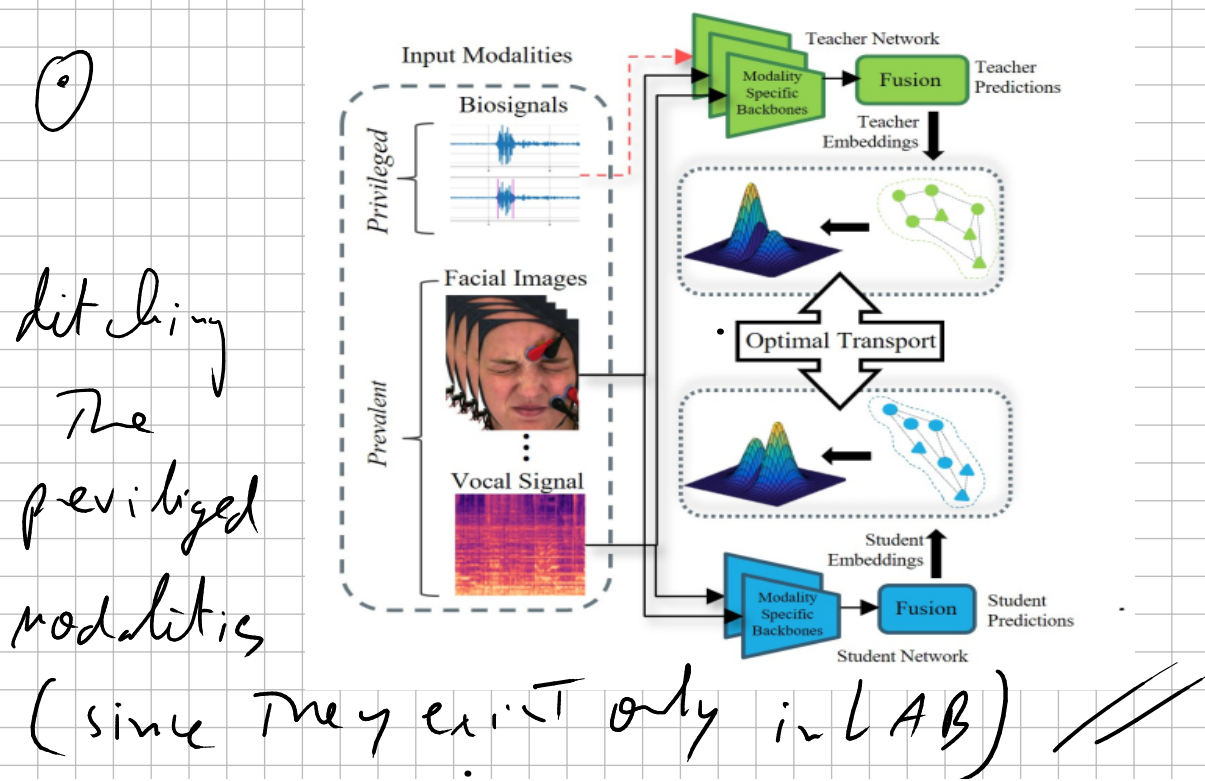 Input Modalities
Biosignals
Privileged
Facial Images
Prevalent
Vocal Signal
Teacher Network
Modality
Specific
Backbones
Fusion
Teacher
Predictions
Teacher
Embeddings
Optimal Transport
Student
Embeddings
Modality
Specific
Backbones
Fusion
Student
Predictions
Student Network
ditching
The
peviliged
modalities
(since They exist only in LAB)